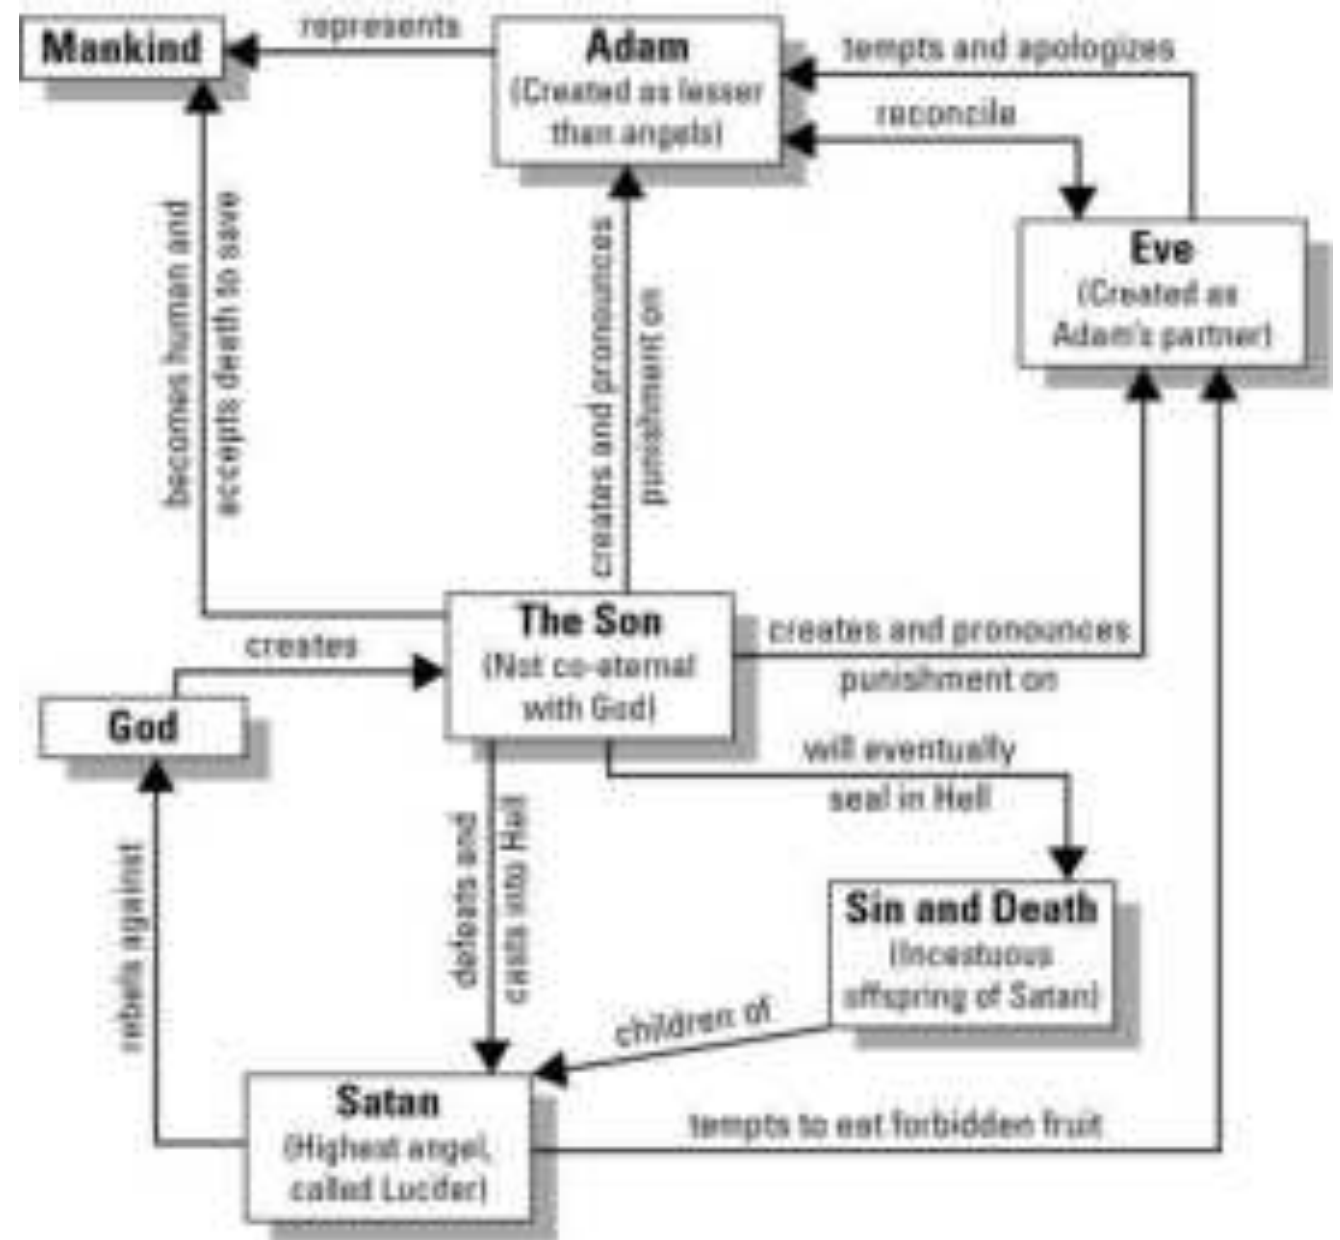 represents
Mankind
Adam
(Created as lesser
than angels)
tempts and apologizes
reconcile
Eve
(Created as
Adam's partner)
becomes human and
accepts death to save
creates and pronounces
punishment on
The Son
(Not co-eternal
with God)
creates
creates and pronounces
punishment on
God
will eventually
seal in Hell
defeats and
casts into Hell
rebels against
Sin and Death
(Incestuous
offspring of Satan)
children of
Satan
(Highest angel,
called Lucifer)
tempts to eat forbidden fruit